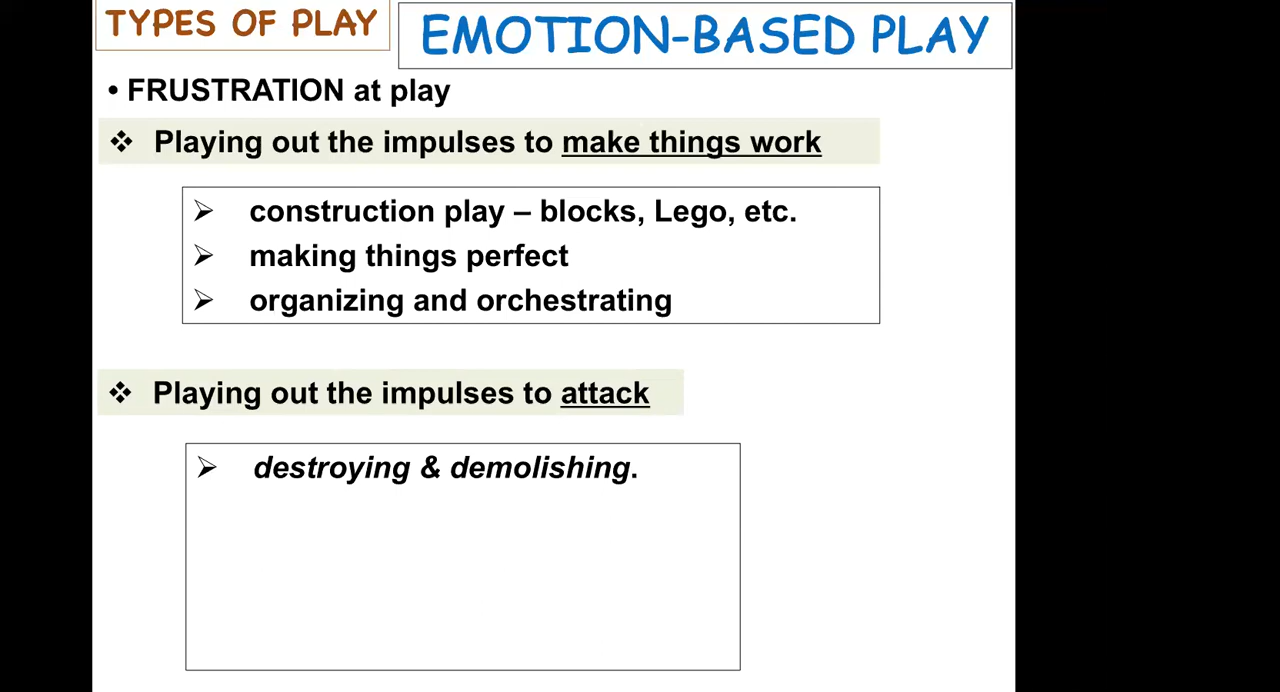 TYPES OF PLAY
EMOTION-BASED PLAY
• FRUSTRATION at play
❖ Playing out the impulses to make things work
➢ construction play – blocks, Lego, etc.
➢ making things perfect
➢ organizing and orchestrating
❖ Playing out the impulses to attack
➢ destroying & demolishing.